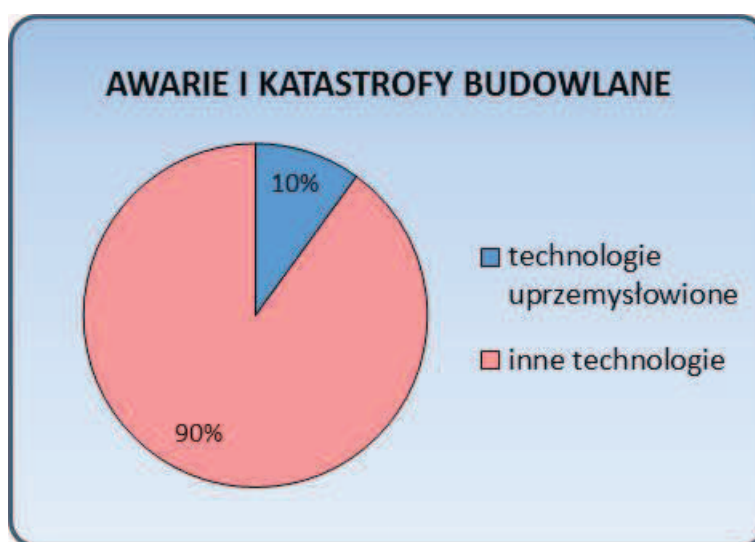 AWARIE I KATASTROFY BUDOWLANE
10%
technologie
uprzemysłowione
inne technologie
90%